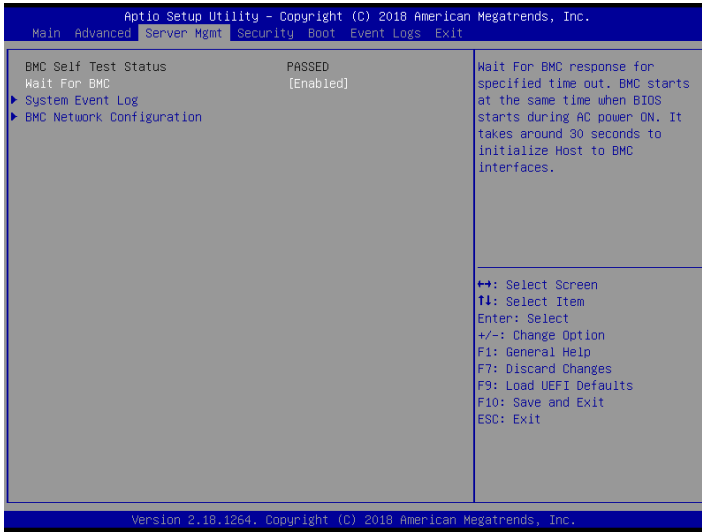 Aptio Setup Utility – Copyright (C) 2018 American Megatrends, Inc.
Main Advanced Server Mgmt Security Boot Event Logs Exit
BMC Self Test Status PASSED
Wait For BMC [Enabled]
System Event Log
BMC Network Configuration
Wait For BMC response for
specified time out. BMC starts
at the same time when BIOS
starts during AC power ON. It
takes around 30 seconds to
initialize Host to BMC
interfaces.
↔: Select Screen
↑↓: Select Item
Enter: Select
+/-: Change Option
F1: General Help
F7: Discard Changes
F9: Load UEFI Defaults
F10: Save and Exit
ESC: Exit
Version 2.18.1264. Copyright (C) 2018 American Megatrends, Inc.